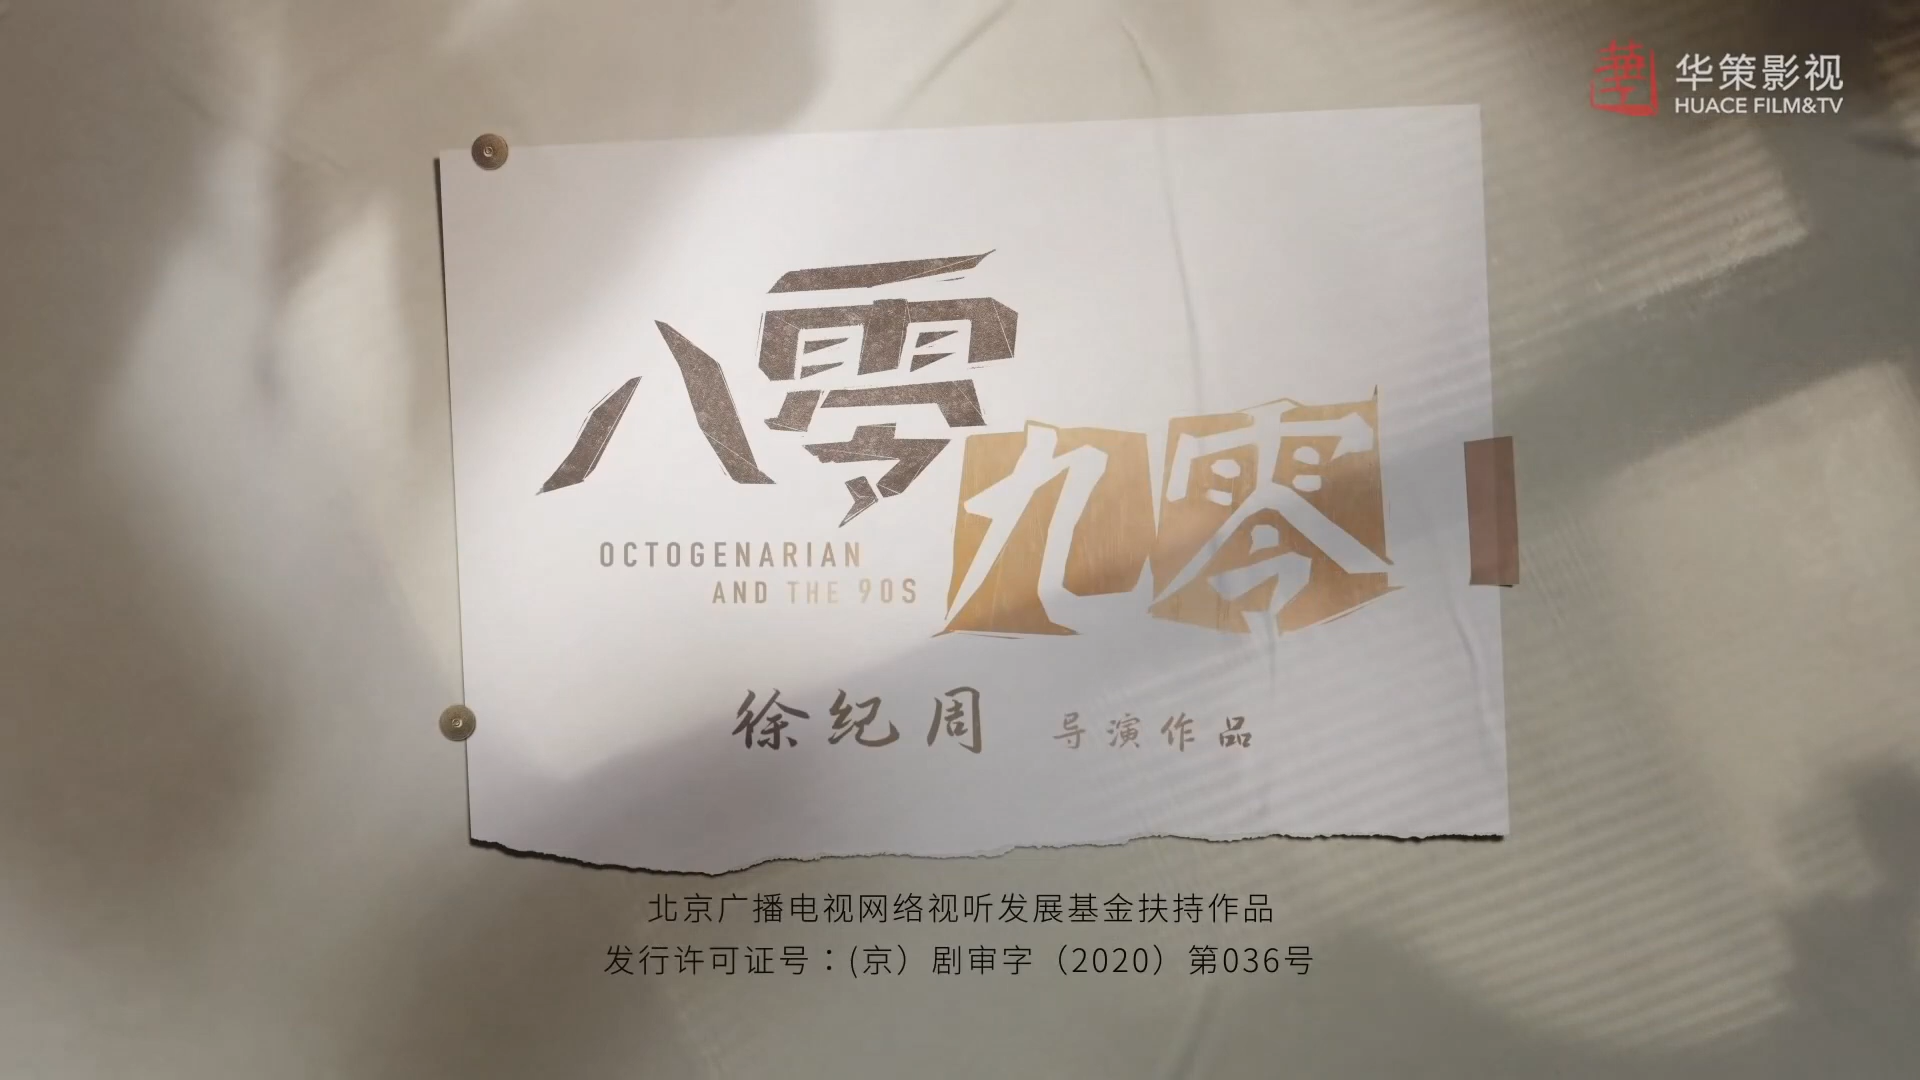 華
华策影视
HUACE FILM&TV
八零
九零
OCTOGENARIAN
AND THE 90S
徐纪周 导演作品
北京广播电视网络视听发展基金扶持作品
发行许可证号：(京）剧审字（2020）第036号